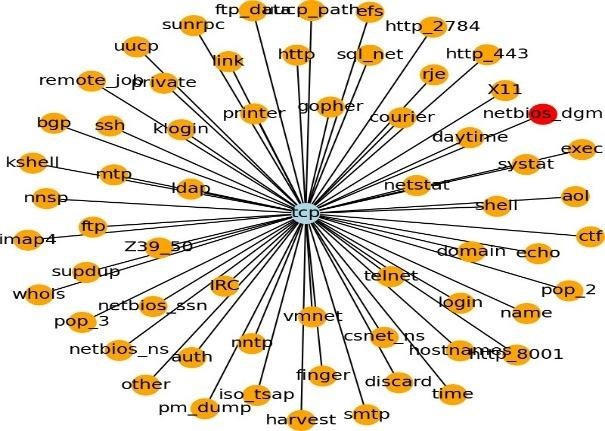 ftp_data
uucp_path
efs
sunrpc
http_2784
uucp
link
http
sql_net
http_443
remote_job
private
rje
X11
printer
gopher
courier
netbios_dgm
bgp
ssh
klogin
daytime
exec
kshell
mtp
ldap
netstat
systat
nnsp
shell
aol
tcp
imap4
ftp
Z39_50
domain
echo
ctf
supdup
IRC
telnet
whois
pop_2
pop_3
netbios_ssn
vmnet
login
name
netbios_ns
auth
nntp
csnet_ns
hostnames
http_8001
other
finger
discard
time
pm_dump
iso_tsap
harvest
smtp